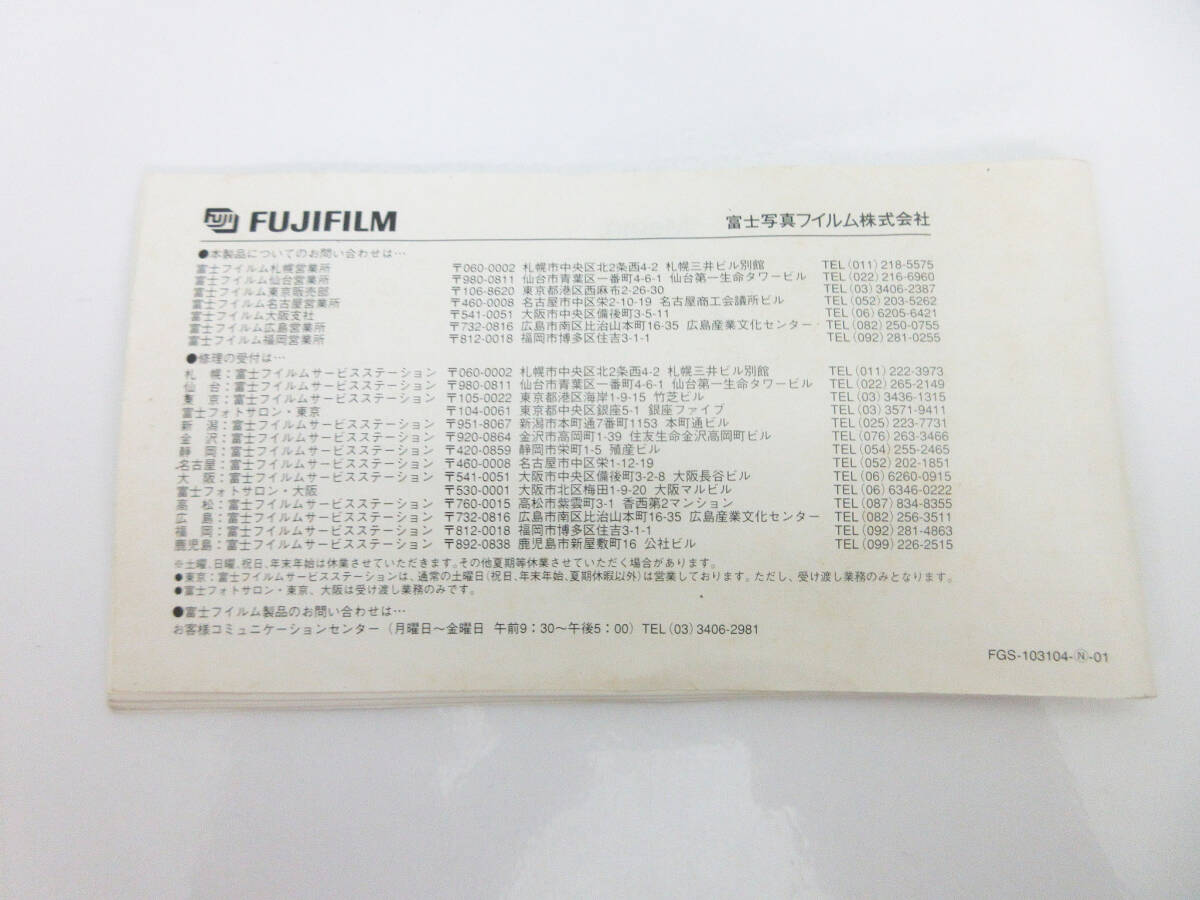 FUJI FUJIFILM 富士写真フイルム株式会社
●本製品についてのお問い合わせは…
富士フイルム札幌営業所 〒060-0002 札幌市中央区北2条西4-2 札幌三井ビル別館 TEL(011)218-5575
富士フイルム仙台営業所 〒980-0811 仙台市青葉区一番町4-6-1 仙台第一生命タワービル TEL(022)216-6960
富士フイルム東京販売部 〒106-8620 東京都港区西麻布2-26-30 TEL(03)3406-2387
富士フイルム名古屋営業所 〒460-0008 名古屋市中区栄2-10-19 名古屋商工会議所ビル TEL(052)203-5262
富士フイルム大阪支社 〒541-0051 大阪市中央区備後町3-5-11 TEL(06)6205-6421
富士フイルム広島営業所 〒732-0816 広島市南区比治山本町16-35 広島産業文化センター TEL(082)250-0755
富士フイルム福岡営業所 〒812-0018 福岡市博多区住吉3-1-1 TEL(092)281-0255
●修理の受付は…
札 幌：富士フイルムサービスステーション 〒060-0002 札幌市中央区北2条西4-2 札幌三井ビル別館 TEL(011)222-3973
仙 台：富士フイルムサービスステーション 〒980-0811 仙台市青葉区一番町4-6-1 仙台第一生命タワービル TEL(022)265-2149
東 京：富士フイルムサービスステーション 〒105-0022 東京都港区海岸1-9-15 竹芝ビル TEL(03)3436-1315
富士フォトサロン・東京 〒104-0061 東京都中央区銀座5-1 銀座ファイブ TEL(03)3571-9411
新 潟：富士フイルムサービスステーション 〒951-8067 新潟市本町通7番町1153 本町通ビル TEL(025)223-7731
金 沢：富士フイルムサービスステーション 〒920-0864 金沢市高岡町1-39 住友生命金沢高岡町ビル TEL(076)263-3466
静 岡：富士フイルムサービスステーション 〒420-0859 静岡市栄町1-5 殖産ビル TEL(054)255-2465
名古屋：富士フイルムサービスステーション 〒460-0008 名古屋市中区栄1-12-19 TEL(052)202-1851
大 阪：富士フイルムサービスステーション 〒541-0051 大阪市中央区備後町3-2-8 大阪長谷ビル TEL(06)6260-0915
富士フォトサロン・大阪 〒530-0001 大阪市北区梅田1-9-20 大阪マルビル TEL(06)6346-0222
高 松：富士フイルムサービスステーション 〒760-0015 高松市紫雲町3-1 香西第2マンション TEL(087)834-8355
広 島：富士フイルムサービスステーション 〒732-0816 広島市南区比治山本町16-35 広島産業文化センター TEL(082)256-3511
福 岡：富士フイルムサービスステーション 〒812-0018 福岡市博多区住吉3-1-1 TEL(092)281-4863
鹿児島：富士フイルムサービスステーション 〒892-0838 鹿児島市新屋敷町16 公社ビル TEL(099)226-2515
※土曜、日曜、祝日、年末年始は休業させていただきます。その他夏期等休業させていただく場合があります。
●東京：富士フイルムサービスステーションは、通常の土曜日(祝日、年末年始、夏期休暇以外)は営業しております。ただし、受け渡し業務のみとなります。
●富士フォトサロン・東京、大阪は受け渡し業務のみです。
●富士フイルム製品のお問い合わせは…
お客様コミュニケーションセンター (月曜日〜金曜日 午前9：30〜午後5：00) TEL(03)3406-2981
FGS-103104-Ⓝ-01